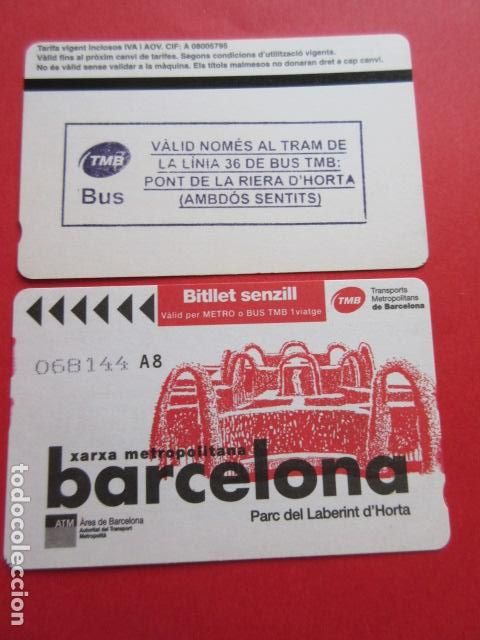 Tarifa vigent inclosos IVA i AOV. CIF: A 08005795
Vàlid fins al pròxim canvi de tarifes. Segons condicions d'utilització vigents.
No és vàlid sense validar a la màquina. Els títols malmesos no donaran dret a cap canvi.
TMB
Bus
VÀLID NOMÉS AL TRAM DE
LA LÍNIA 36 DE BUS TMB:
PONT DE LA RIERA D'HORTA
(AMBDÓS SENTITS)
Bitllet senzill
Vàlid per METRO o BUS TMB 1 viatge
TMB
Transports
Metropolitans
de Barcelona
068144 A8
xarxa metropolitana
barcelona
Parc del Laberint d'Horta
ATM
Àrea de Barcelona
Autoritat del Transport
Metropolità
todocoleccion